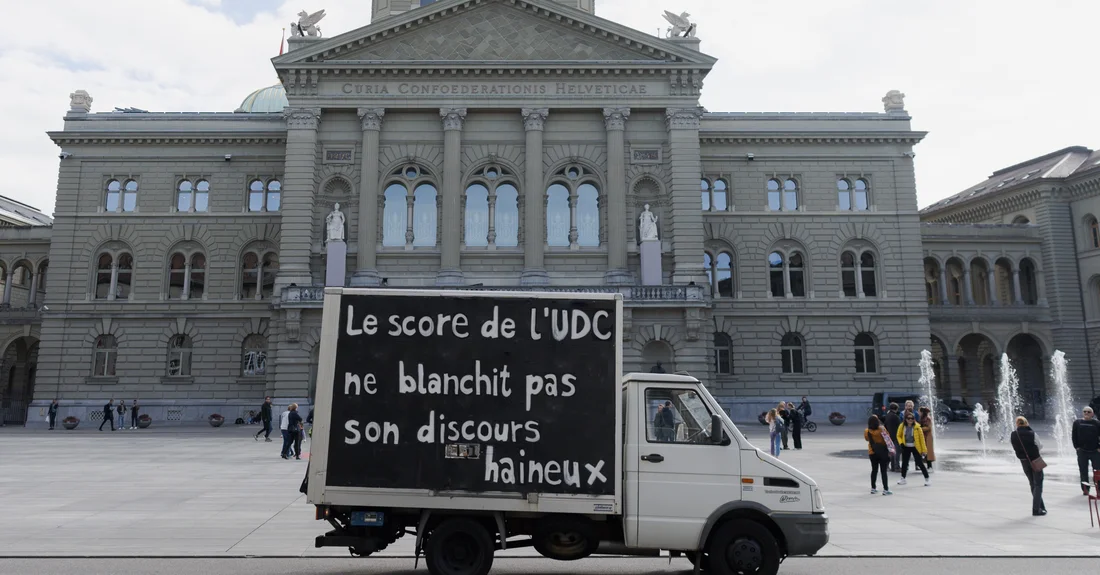 CURIA CONFOEDERATIONIS HELVETICAE
Le score de l'UDC
ne blanchit pas
son discours
haineux